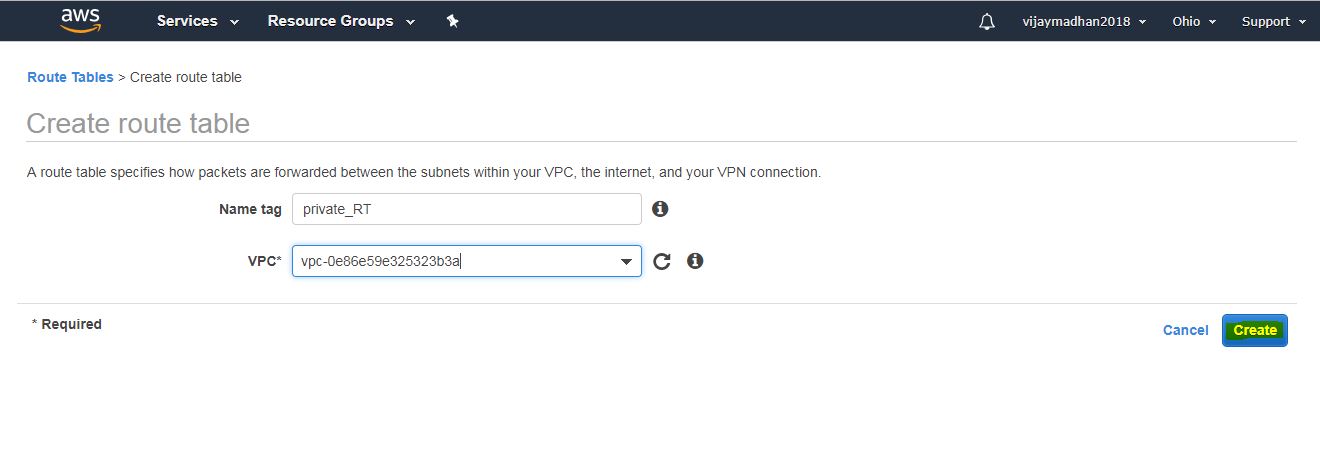 aws Services Resource Groups vijaymadhan2018 Ohio Support
Route Tables > Create route table
Create route table
A route table specifies how packets are forwarded between the subnets within your VPC, the internet, and your VPN connection.
Name tag private_RT
VPC* vpc-0e86e59e325323b3a
* Required
Cancel Create